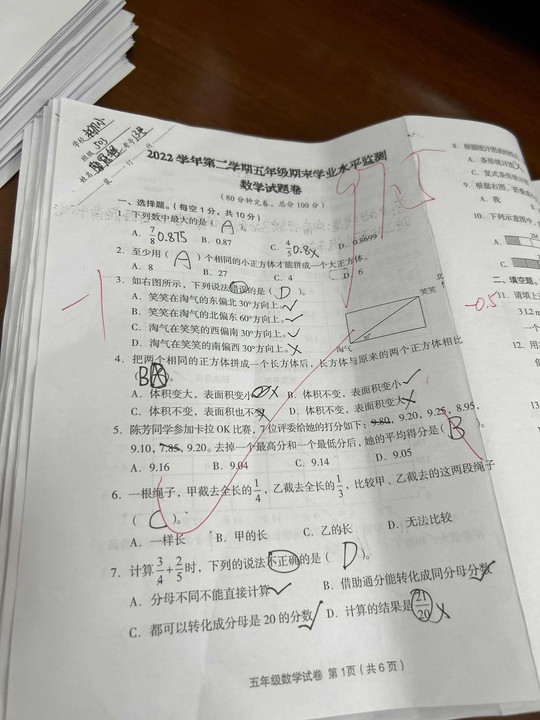 学校
班级 503
姓名
考号
装 订 线
2022 学年第二学期五年级期末学业水平监测
数学试题卷
(80 分钟完卷，总分 100 分)
一、选择题。(每空 1 分，共 10 分)
1. 下列数中最大的是( A )。
A. 7/8 0.875 B. 0.87 C. 4/5 0.8 D. 0.8699
2. 至少用( A )个相同的小正方体才能拼成一个大正方体。
A. 8 B. 27 C. 4 D. 6
3. 如右图所示，下列说法错误的是( D )。
A. 笑笑在淘气的东偏北 30°方向上。
B. 笑笑在淘气的北偏东 60°方向上。
C. 淘气在笑笑的西偏南 30°方向上。
D. 淘气在笑笑的南偏西 30°方向上。
北
笑笑
30°
淘气
-1
4. 把两个相同的正方体拼成一个长方体后，长方体与原来的两个正方体相比
( B )。
A. 体积变大，表面积变小 B. 体积不变，表面积变小
C. 体积不变，表面积也不变 D. 体积不变，表面积变大
5. 陈芳同学参加卡拉 OK 比赛，7 位评委给她的打分如下：9.80，9.20，9.25，8.95，
9.10，7.85，9.20。去掉一个最高分和一个最低分后，她的平均得分是( B )
A. 9.16 B. 9.04 C. 9.14 D. 9.05
6. 一根绳子，甲截去全长的1/4，乙截去全长的1/3，比较甲、乙截去的这两段绳子
( C )。
A. 一样长 B. 甲的长 C. 乙的长 D. 无法比较
7. 计算3/4+2/5时，下列的说法不正确的是( D )。
A. 分母不同不能直接计算 B. 借助通分能转化成同分母分数
C. 都可以转化成分母是 20 的分数 D. 计算的结果是21/20
五年级数学试卷 第 1 页 (共 6 页)
8. 根据统计图表的特点
A. 条形统计图
C. 复式条形统计图
9. 根据右图，
A. 我
10. 下列示意图中，
A.
C.
二、填空题。
-0.5
11. 请填上
3 L2 m
一个
12. 用